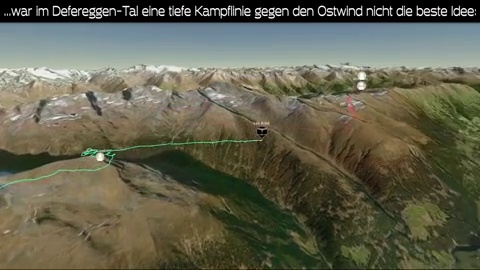 ...war im Defereggen-Tal eine tiefe Kampflinie gegen den Ostwind nicht die beste Idee: